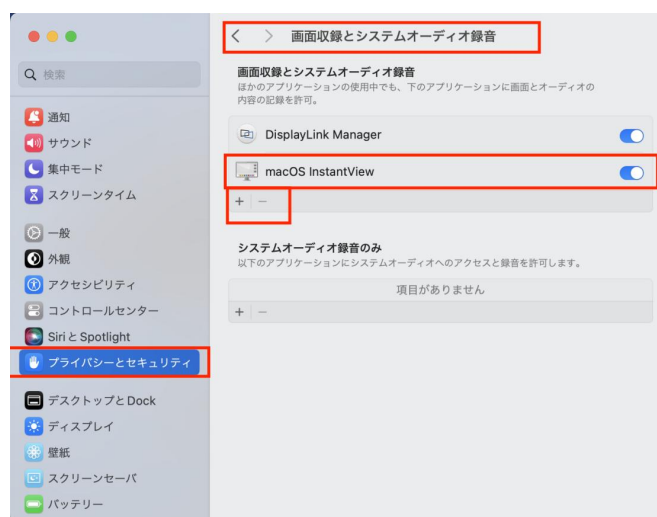 画面収録とシステムオーディオ録音
検索
画面収録とシステムオーディオ録音
ほかのアプリケーションの使用中でも、下のアプリケーションに画面とオーディオの
内容の記録を許可。
通知
サウンド
集中モード
スクリーンタイム
一般
外観
アクセシビリティ
コントロールセンター
Siri と Spotlight
プライバシーとセキュリティ
デスクトップと Dock
ディスプレイ
壁紙
スクリーンセーバ
バッテリー
DisplayLink Manager
macOS InstantView
システムオーディオ録音のみ
以下のアプリケーションにシステムオーディオへのアクセスと録音を許可します。
項目がありません